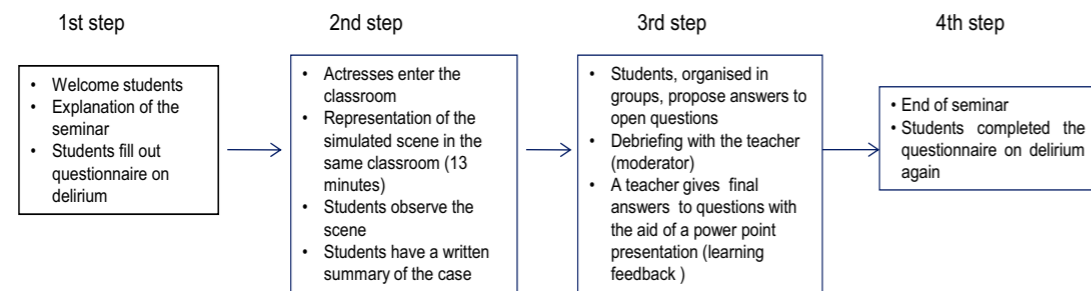 1st step
• Welcome students
• Explanation of the
seminar
• Students fill out
questionnaire on
delirium
2nd step
• Actresses enter the
classroom
• Representation of the
simulated scene in the
same classroom (13
minutes)
• Students observe the
scene
• Students have a written
summary of the case
3rd step
• Students, organised in
groups, propose answers to
open questions
• Debriefing with the teacher
(moderator)
• A teacher gives final
answers to questions with
the aid of a power point
presentation (learning
feedback )
4th step
• End of seminar
• Students completed the
questionnaire on delirium
again